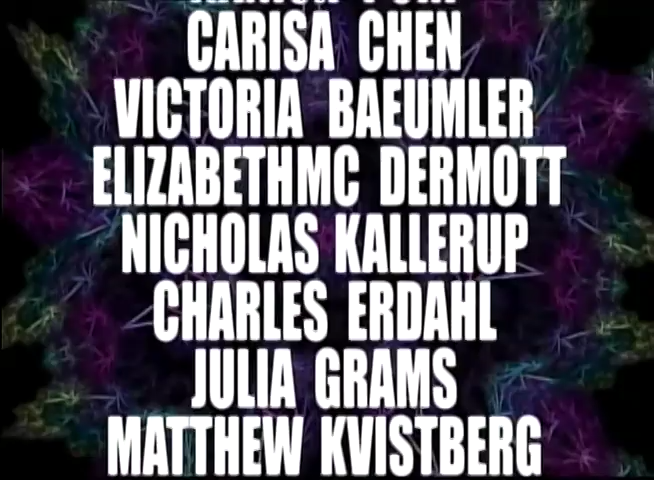 CARISA CHEN
VICTORIA BAEUMLER
ELIZABETHMC DERMOTT
NICHOLAS KALLERUP
CHARLES ERDAHL
JULIA GRAMS
MATTHEW KVISTBERG